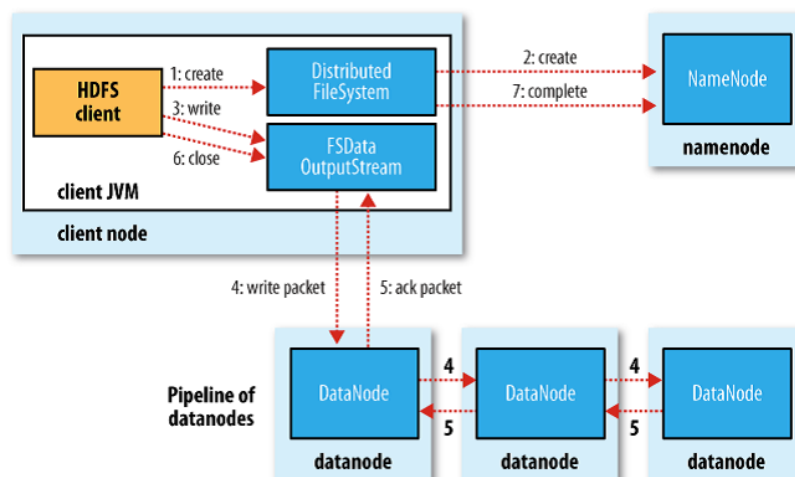 HDFS
client
1: create
3: write
6: close
Distributed
FileSystem
FSData
OutputStream
2: create
7: complete
NameNode
namenode
client JVM
client node
4: write packet
5: ack packet
Pipeline of
datanodes
DataNode
4
5
DataNode
4
5
DataNode
datanode
datanode
datanode